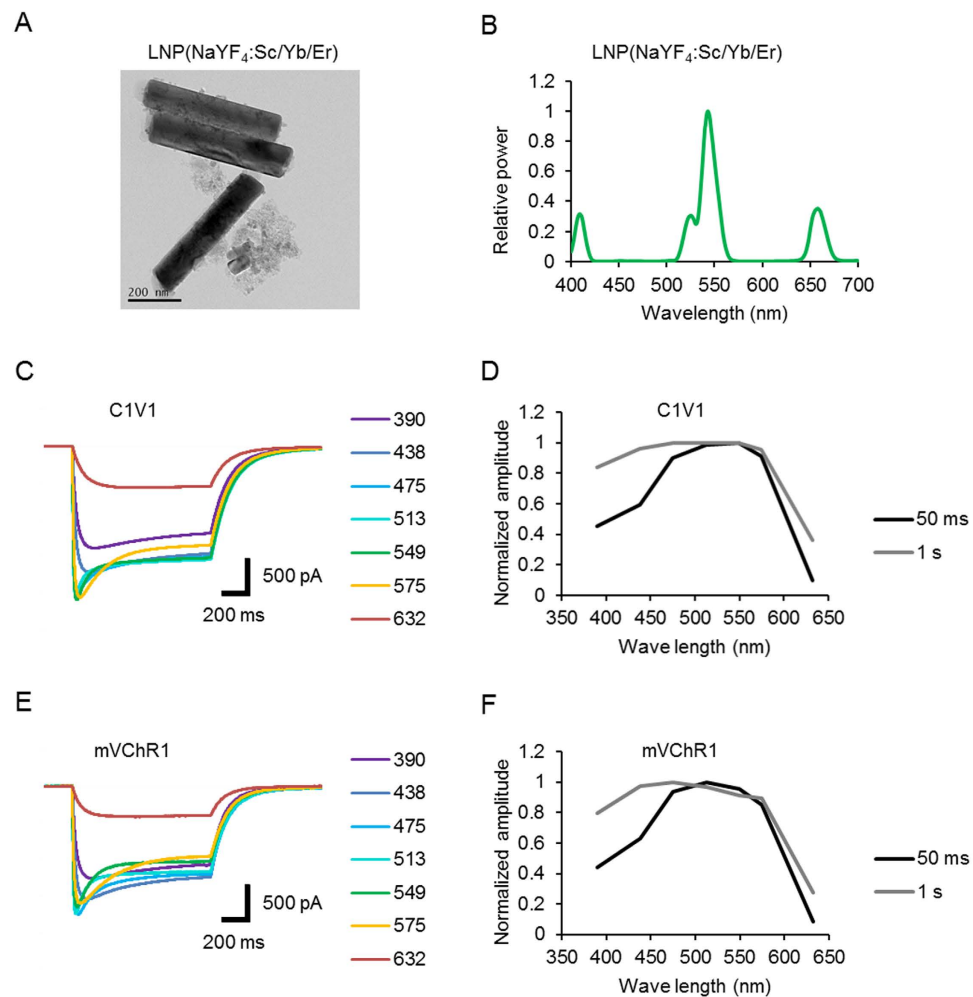 A
LNP(NaYF4:Sc/Yb/Er)
200 nm
B
LNP(NaYF4:Sc/Yb/Er)
Relative power
1.2
1
0.8
0.6
0.4
0.2
0
400 450 500 550 600 650 700
Wavelength (nm)
C
C1V1
390
438
475
513
549
575
632
500 pA
200 ms
D
C1V1
Normalized amplitude
1.2
1
0.8
0.6
0.4
0.2
0
350 400 450 500 550 600 650
Wave length (nm)
50 ms
1 s
E
mVChR1
390
438
475
513
549
575
632
500 pA
200 ms
F
mVChR1
Normalized amplitude
1.2
1
0.8
0.6
0.4
0.2
0
350 400 450 500 550 600 650
Wave length (nm)
50 ms
1 s